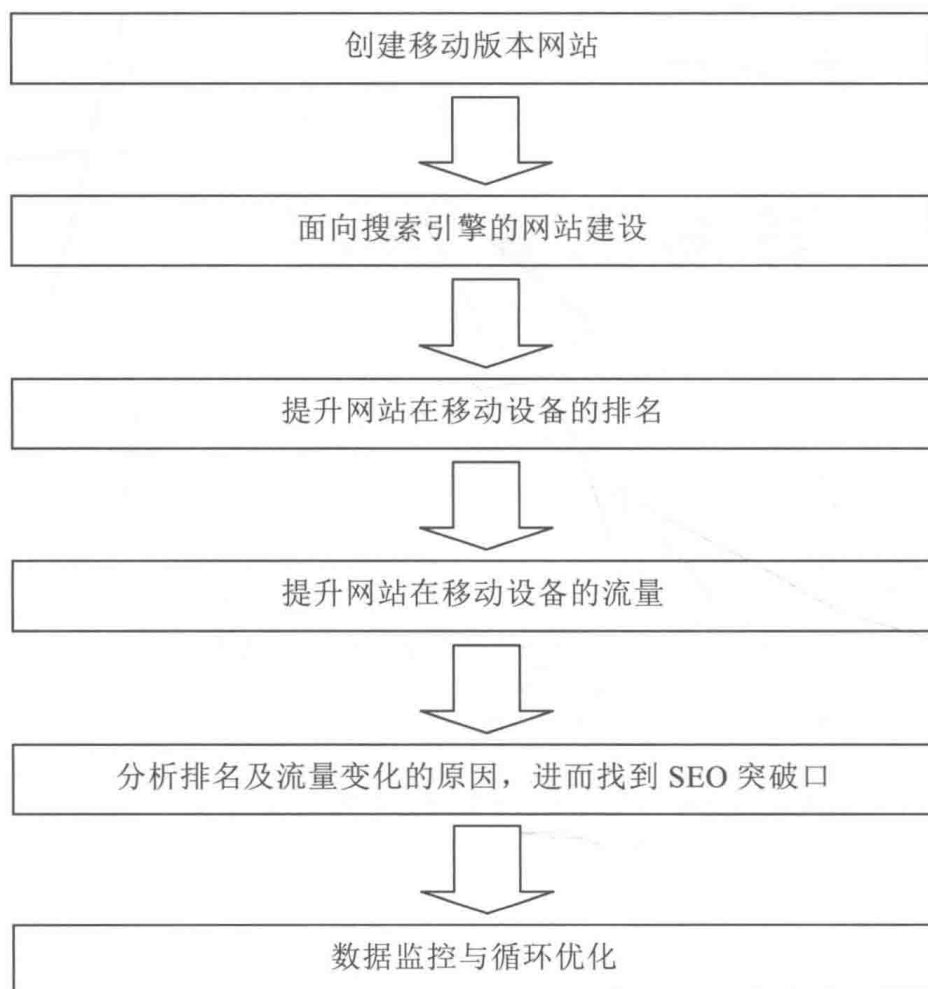 创建移动版本网站
面向搜索引擎的网站建设
提升网站在移动设备的排名
提升网站在移动设备的流量
分析排名及流量变化的原因，进而找到 SEO 突破口
数据监控与循环优化